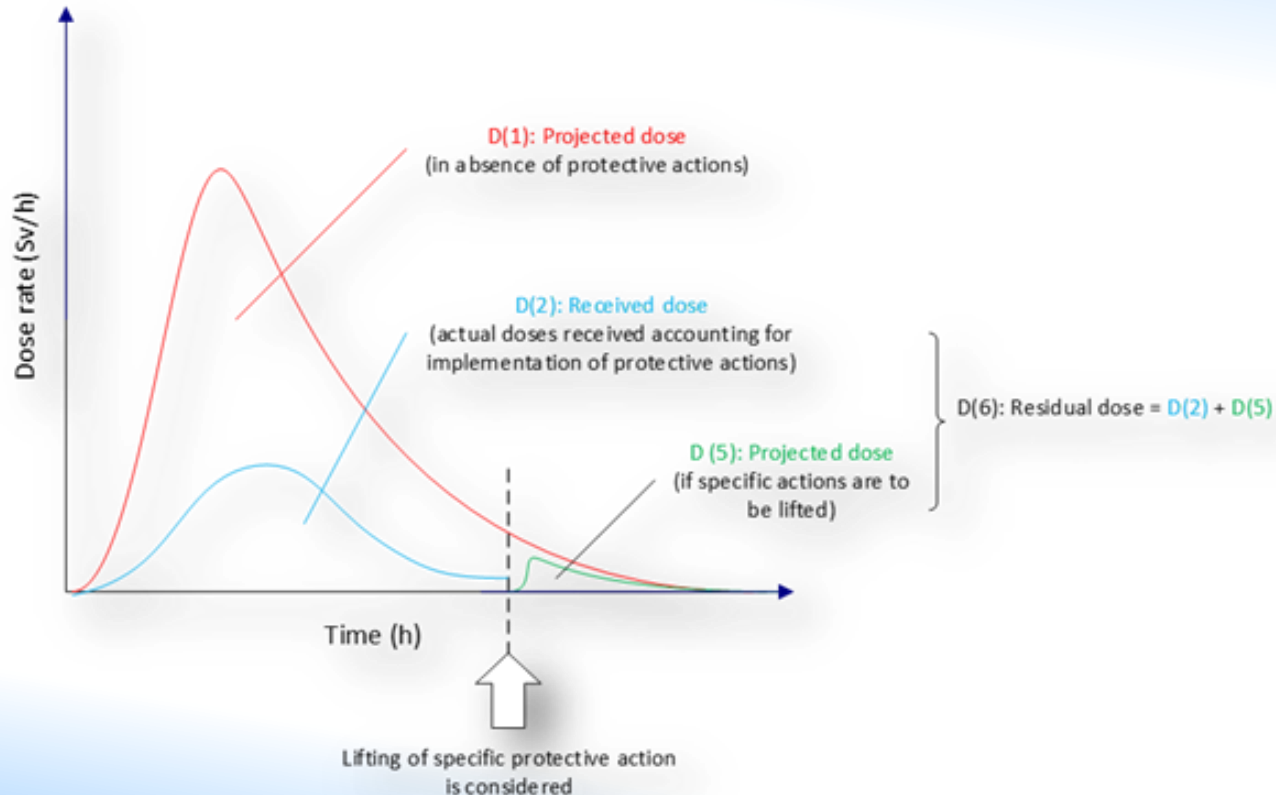 D(1): Projected dose
(in absence of protective actions)
Dose rate (Sv/h)
D(2): Received dose
(actual doses received accounting for
implementation of protective actions)
D(6): Residual dose = D(2) + D(5)
D (5): Projected dose
(if specific actions are to
be lifted)
Time (h)
Lifting of specific protective action
is considered